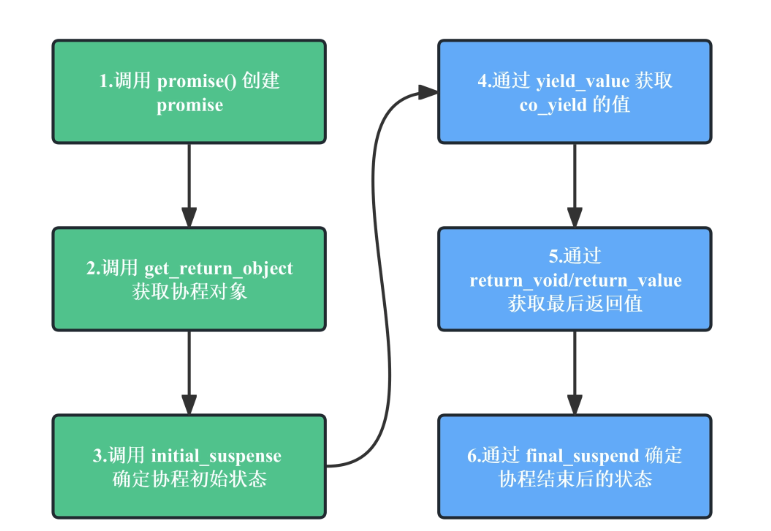 1.调用 promise() 创建
promise
2.调用 get_return_object
获取协程对象
3.调用 initial_suspense
确定协程初始状态
4.通过 yield_value 获取
co_yield 的值
5.通过
return_void/return_value
获取最后返回值
6.通过 final_suspend 确定
协程结束后的状态